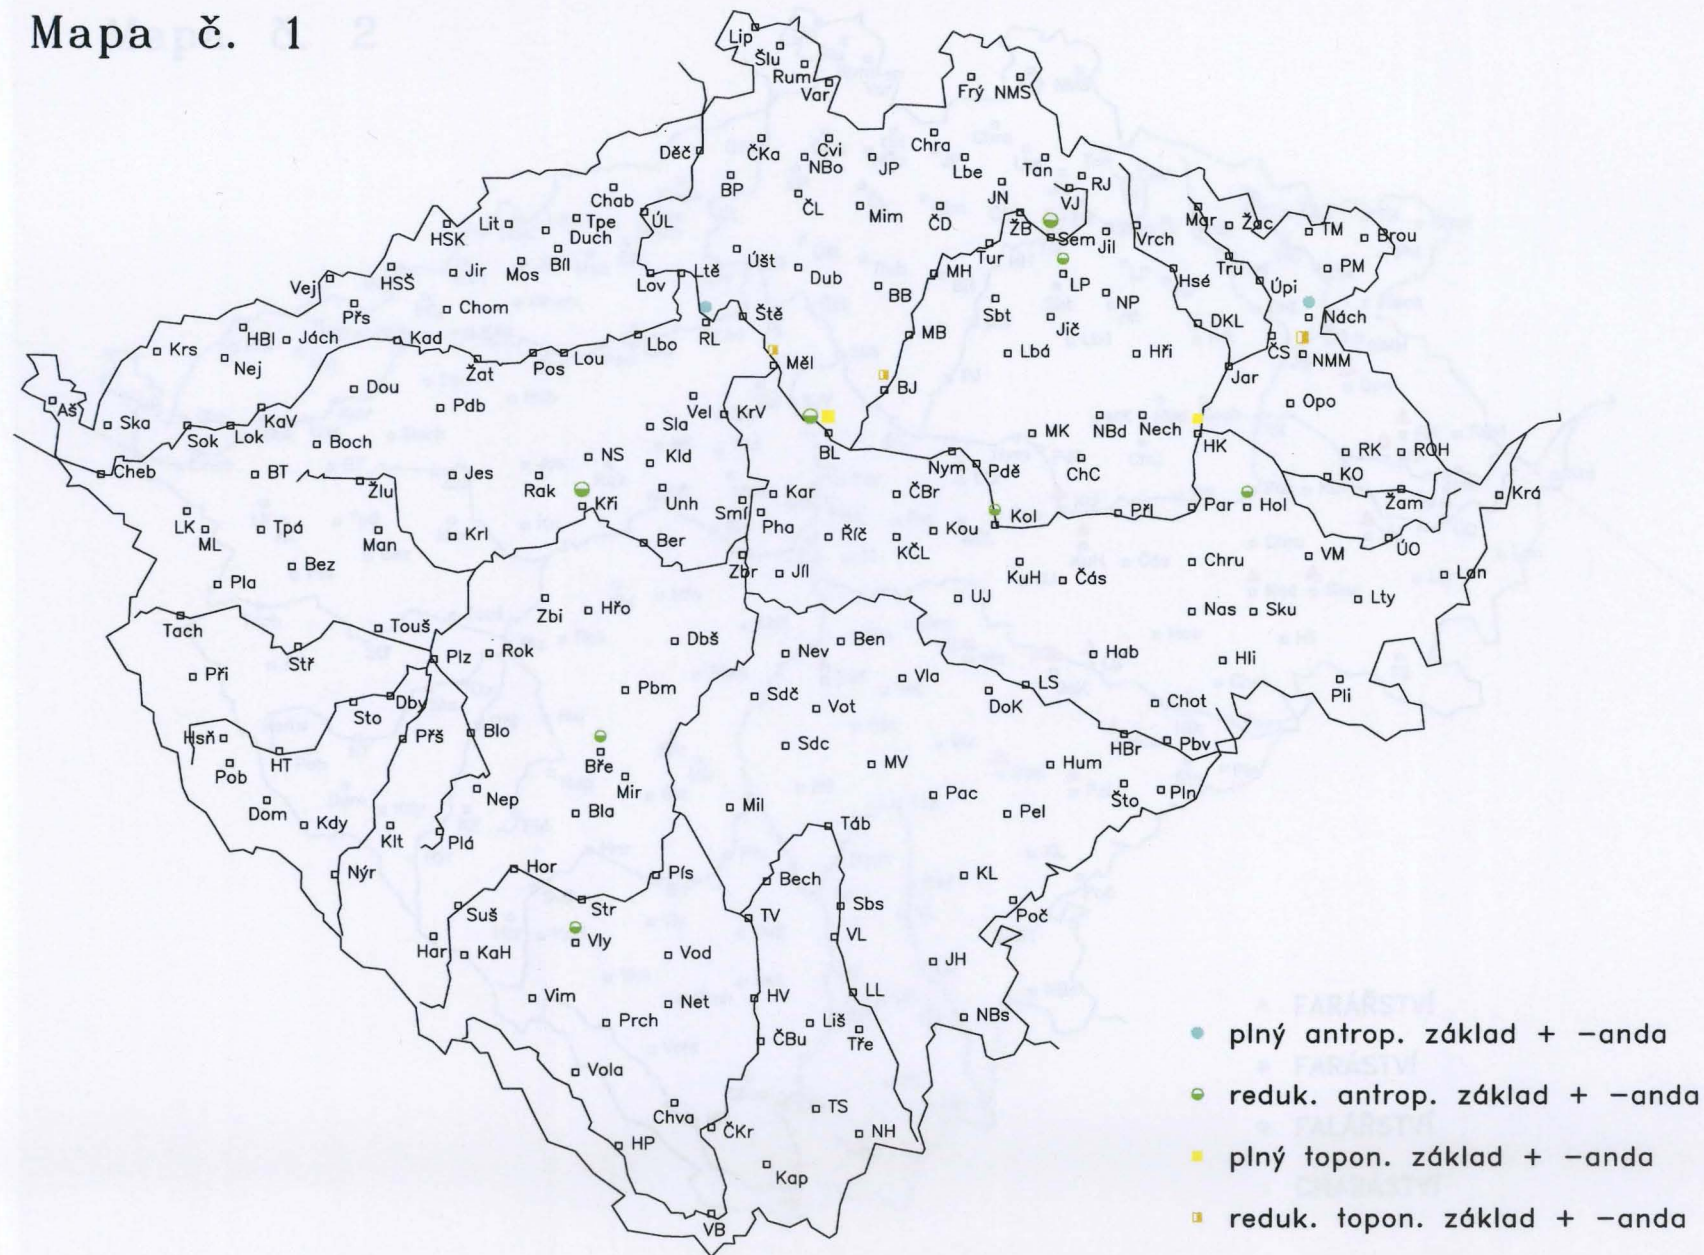 Mapa č. 1
Lip
Šlu
Rum
Var
Frý NMS
Děč
ČKa
Cvi
NBo
JP
Chra
Lbe
Tan
RJ
BP
Chab
ČL
Mim
ČD
JN
VJ
ÚL
HSK
Lit
Tpe
Duch
ŽB
Sem
Jil
Vrch
Mar
Žac
TM
Brou
Vej
HSS
Jir
Mos
Bíl
Lov
Ltě
Úšt
Dub
Tur
MH
LP
Hsé
Tru
Úpi
PM
Přs
Chom
BB
Sbt
NP
Krs
HBl
Jách
Kad
Lbo
RL
Ště
MB
Jič
DKL
Nách
Nej
Žat
Pos
Lou
Měl
Lbá
Hři
Jar
ČS
NMM
Aš
Dou
BJ
Ska
KaV
Pdb
Vel
KrV
Opo
Sok
Lok
Boch
Sla
BL
MK
NBd
Nech
HK
Cheb
BT
Žlu
Jes
Rak
NS
Kld
Nym
Pdě
ChC
RK
ROH
KO
LK
ML
Tpá
Man
Krl
Kři
Unh
Smí
Kar
Pha
ČBr
Kol
Přl
Par
Hol
Žam
Krá
Ber
Říč
KČL
Kou
Pla
Bez
Zbr
Jíl
KuH
Čás
Chru
VM
ÚO
Lan
Zbi
Hřo
UJ
Nas
Sku
Lty
Tach
Touš
Dbš
Ben
Stř
Plz
Rok
Nev
Hab
Hli
Při
Pbm
Sdč
Vla
LS
DoK
Pli
Sto
Dby
Vot
Chot
Hsň
Přš
Blo
Sdc
HBr
Pbv
Pob
HT
Bře
MV
Hum
Nep
Mir
Mil
Pac
Pel
Što
Pln
Dom
Kdy
Klt
Plá
Bla
Táb
Nýr
Hor
Pís
Bech
KL
Suš
Str
TV
Sbs
Poč
Har
KaH
Vly
Vod
VL
JH
Vim
Net
HV
LL
NBs
Prch
ČBu
Liš
Tře
Vola
Chva
ČKr
TS
HP
NH
Kap
VB
plný antrop. základ + -anda
reduk. antrop. základ + -anda
plný topon. základ + -anda
reduk. topon. základ + -anda
FARÁŘSTVÍ
FARÁSTVÍ
FALÁŘSTVÍ